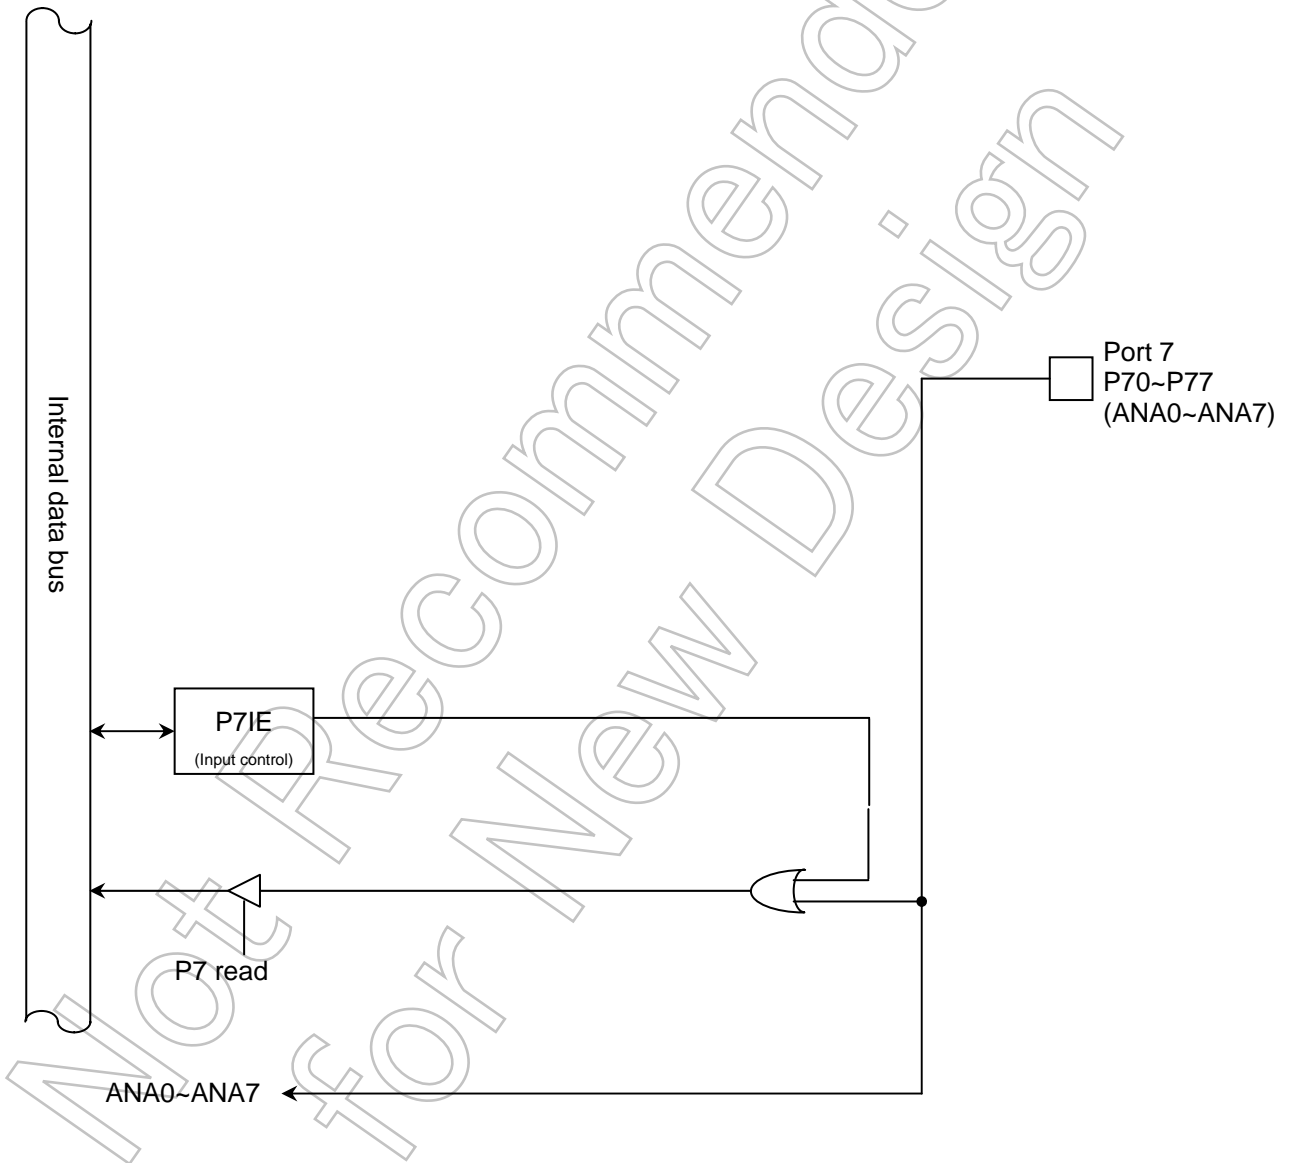 Not Recommended
for New Design
Port 7
P70~P77
(ANA0~ANA7)
Internal data bus
P7IE
(Input control)
P7 read
ANA0~ANA7